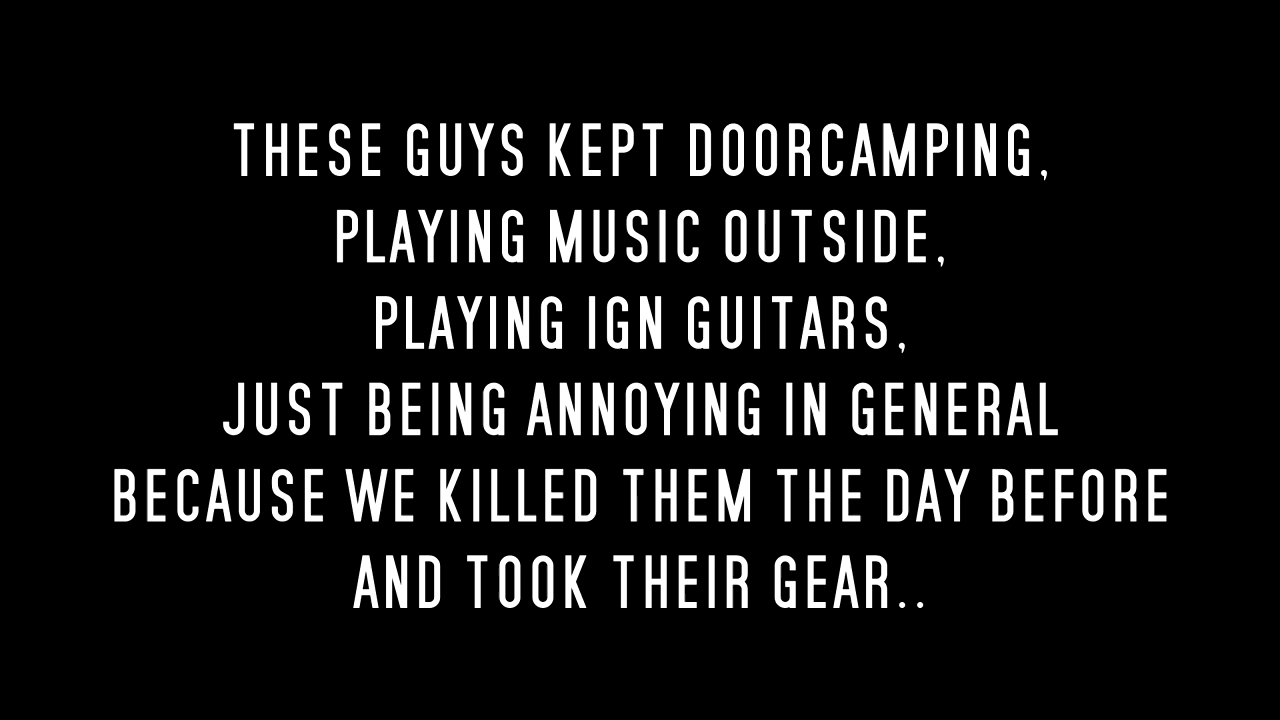 THESE GUYS KEPT DOORCAMPING,
PLAYING MUSIC OUTSIDE,
PLAYING IGN GUITARS,
JUST BEING ANNOYING IN GENERAL
BECAUSE WE KILLED THEM THE DAY BEFORE
AND TOOK THEIR GEAR..